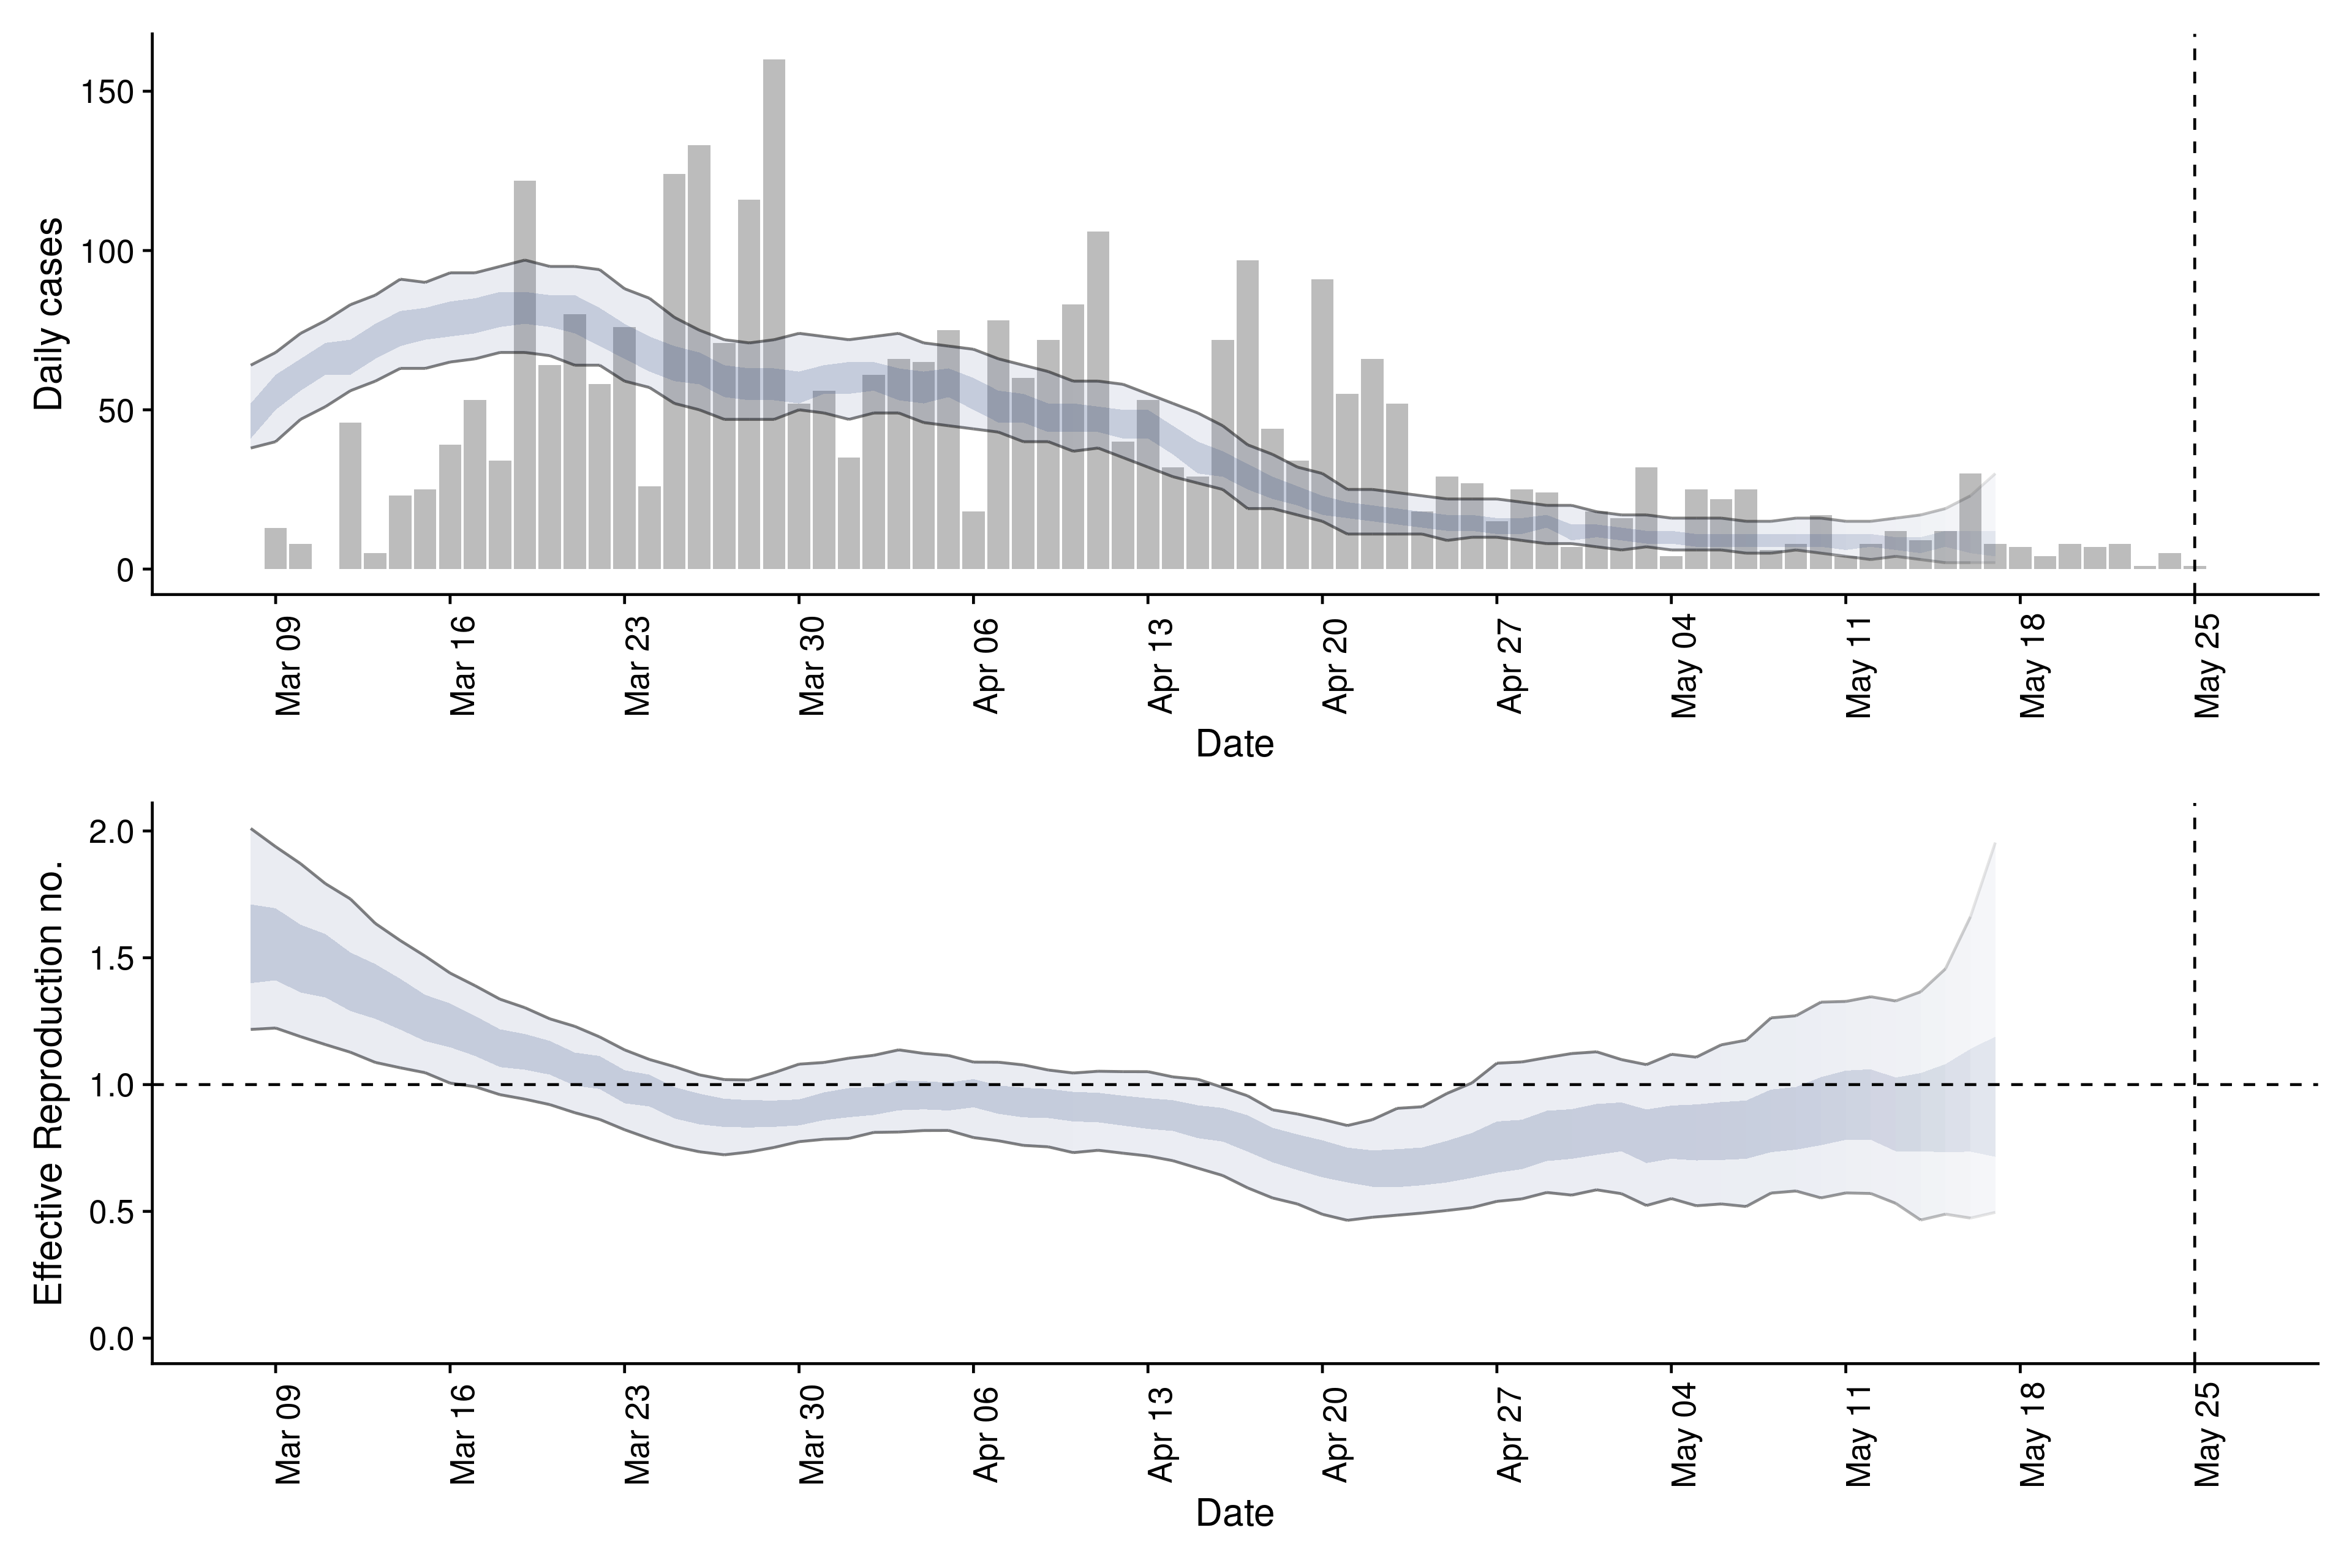 Daily cases
150
100
50
0
Mar 09
Mar 16
Mar 23
Mar 30
Apr 06
Apr 13
Apr 20
Apr 27
May 04
May 11
May 18
May 25
Date
Effective Reproduction no.
2.0
1.5
1.0
0.5
0.0
Mar 09
Mar 16
Mar 23
Mar 30
Apr 06
Apr 13
Apr 20
Apr 27
May 04
May 11
May 18
May 25
Date